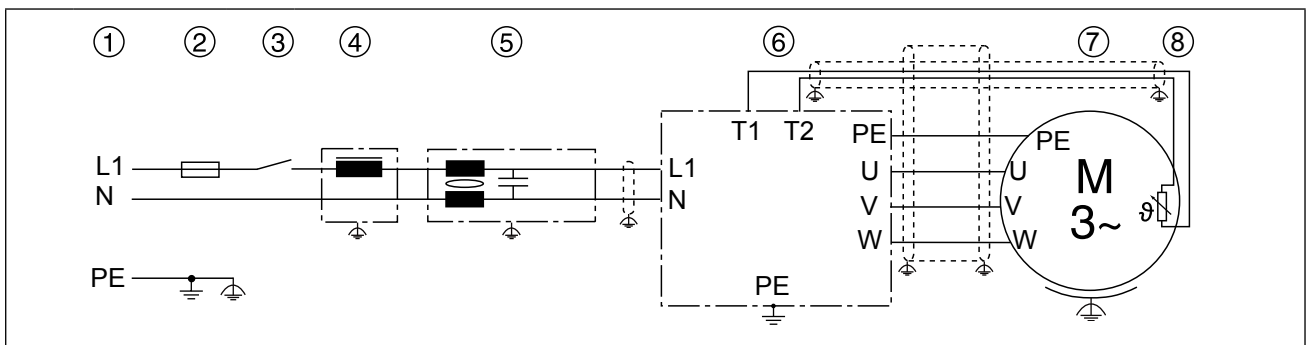 ① ② ③ ④ ⑤ ⑥ ⑦ ⑧
T1 T2
PE PE
L1 L1
N N
U U
V V
W W
M
3~
ϑ
PE PE